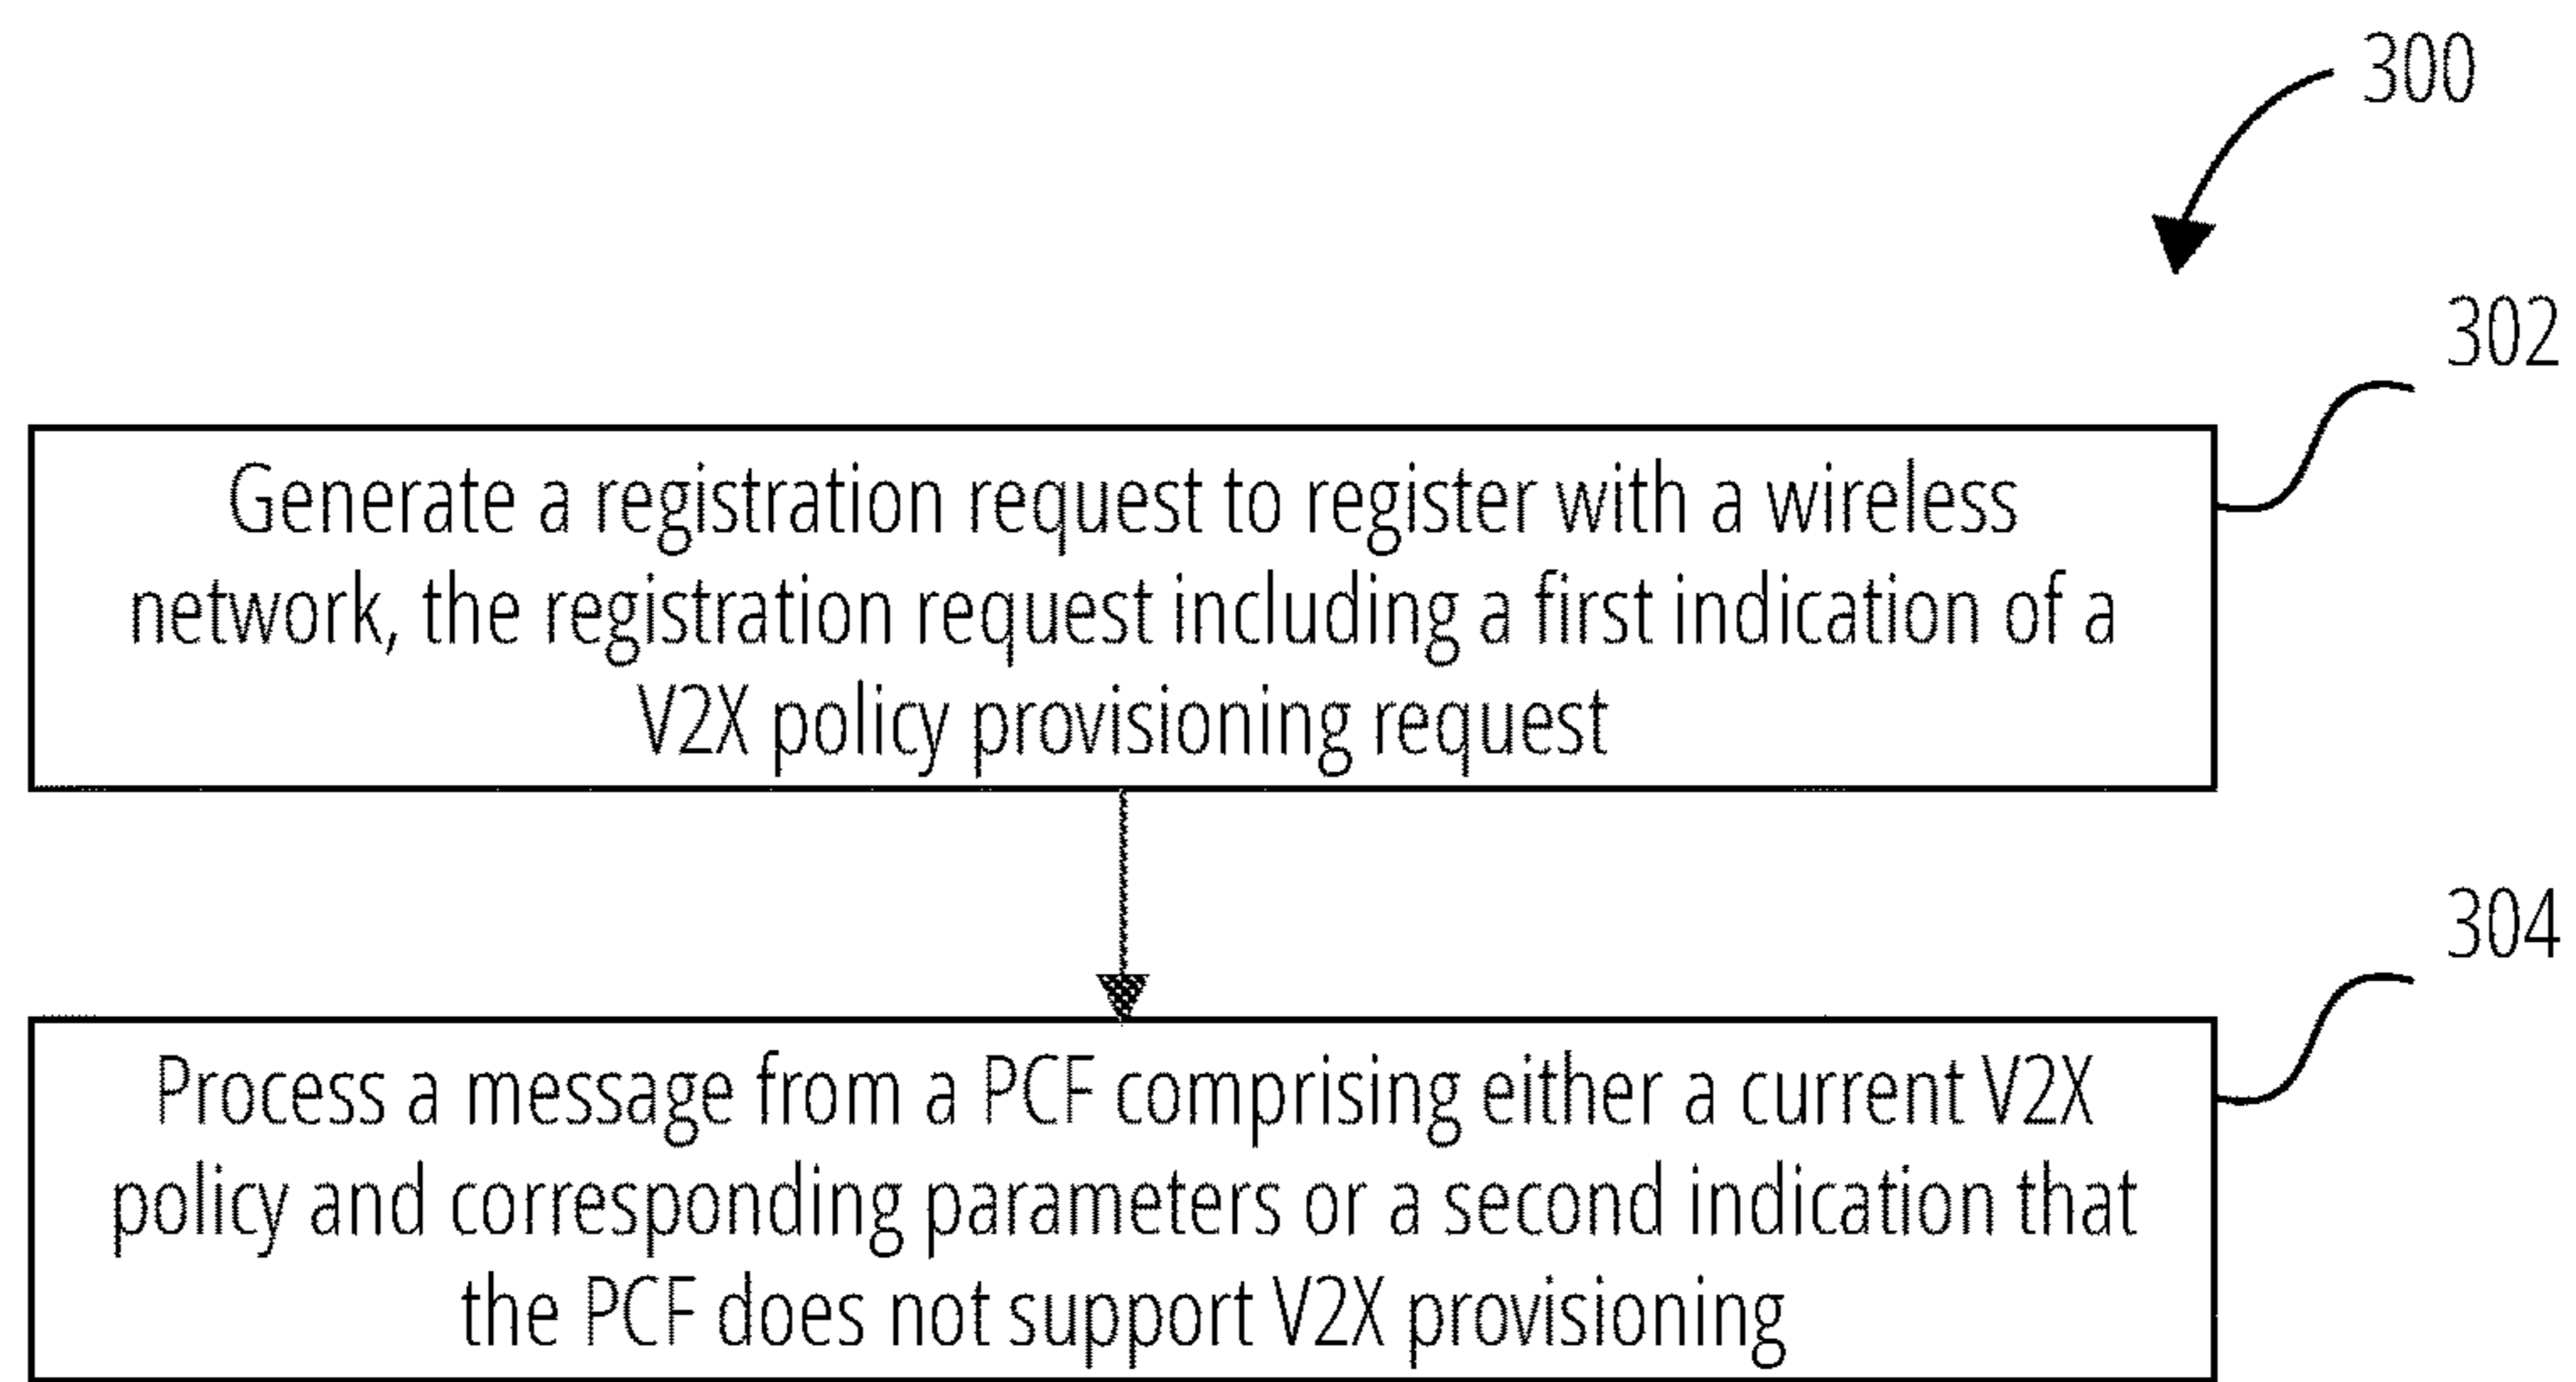 300
302
Generate a registration request to register with a wireless
network, the registration request including a first indication of a
V2X policy provisioning request
304
Process a message from a PCF comprising either a current V2X
policy and corresponding parameters or a second indication that
the PCF does not support V2X provisioning